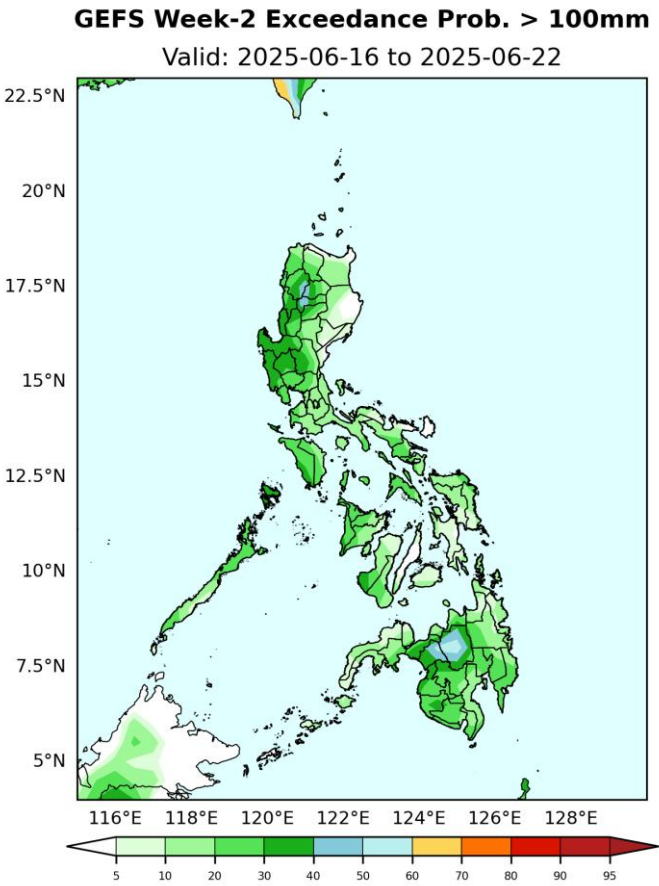 GEFS Week-2 Exceedance Prob. > 100mm
Valid: 2025-06-16 to 2025-06-22
22.5°N
20°N
17.5°N
15°N
12.5°N
10°N
7.5°N
5°N
116°E 118°E 120°E 122°E 124°E 126°E 128°E
5 10 20 30 40 50 60 70 80 90 95